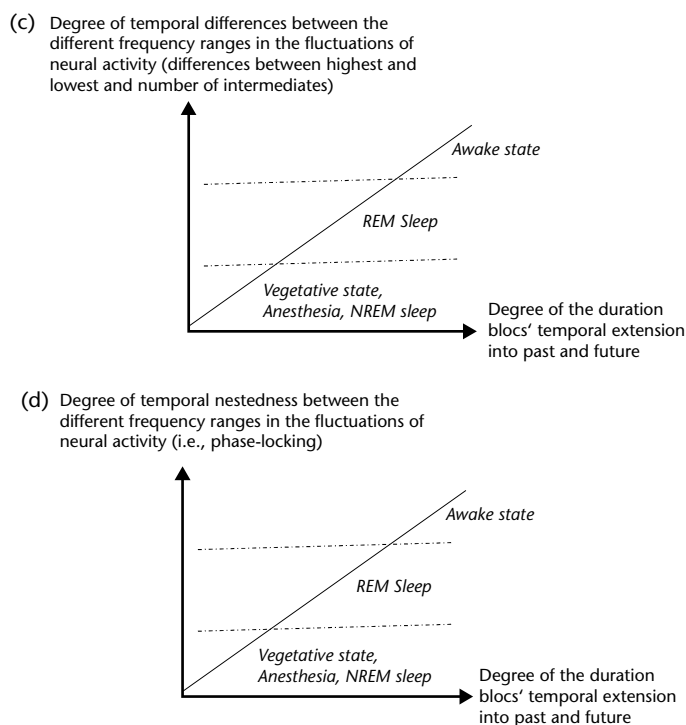 (c) Degree of temporal differences between the
different frequency ranges in the fluctuations of
neural activity (differences between highest and
lowest and number of intermediates)
Awake state
REM Sleep
Vegetative state,
Anesthesia, NREM sleep
Degree of the duration
blocs‘ temporal extension
into past and future
(d) Degree of temporal nestedness between the
different frequency ranges in the fluctuations of
neural activity (i.e., phase-locking)
Awake state
REM Sleep
Vegetative state,
Anesthesia, NREM sleep
Degree of the duration
blocs‘ temporal extension
into past and future